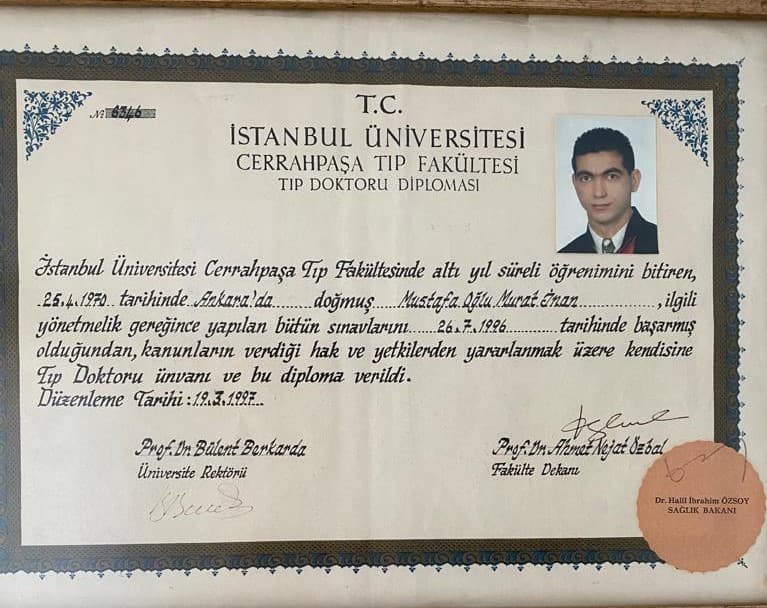 № 6346
T.C.
İSTANBUL ÜNİVERSİTESİ
CERRAHPAŞA TIP FAKÜLTESİ
TIP DOKTORU DİPLOMASI
İstanbul Üniversitesi Cerrahpaşa Tıp Fakültesinde altı yıl süreli öğrenimini bitiren,
25.4.1970 tarihinde Ankara'da doğmuş Mustafa Oğlu Murat İnan, ilgili
yönetmelik gereğince yapılan bütün sınavlarını 26.7.1996 tarihinde başarmış
olduğundan, kanunların verdiği hak ve yetkilerden yararlanmak üzere kendisine
Tıp Doktoru ünvanı ve bu diploma verildi.
Düzenleme Tarihi : 19.3.1997
Prof. Dr. Bülent Berkarda
Üniversite Rektörü
Prof. Dr. Ahmet Nejat Özbal
Fakülte Dekanı
Dr. Halil İbrahim ÖZSOY
SAĞLIK BAKANI